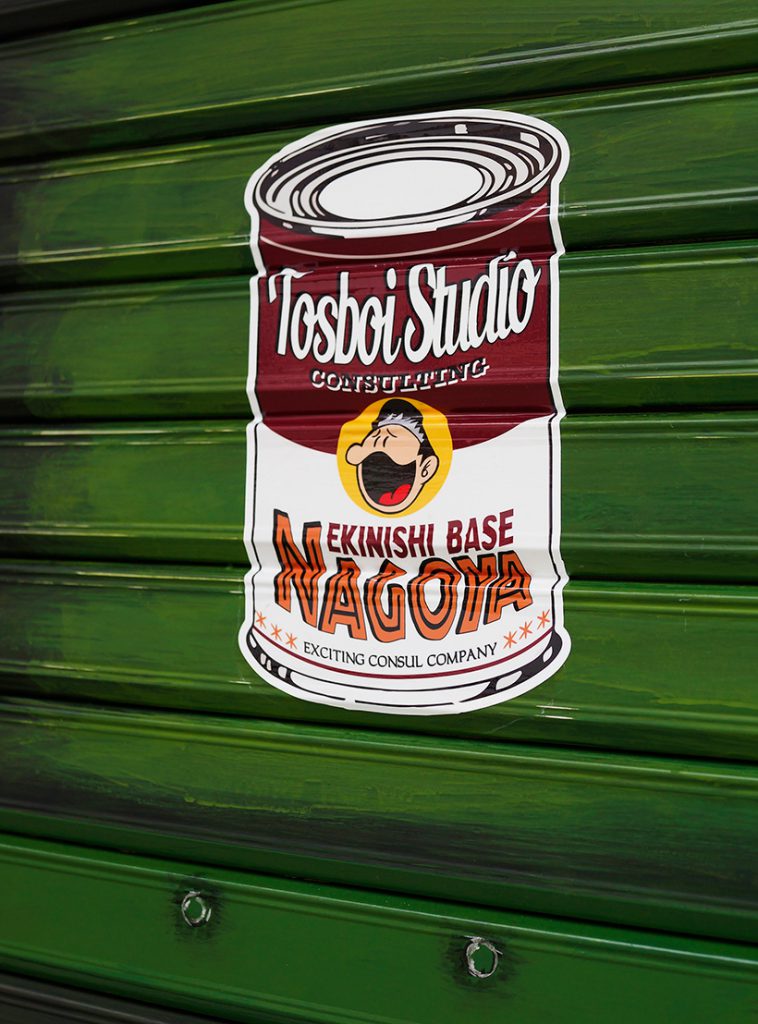 Tosboi Studio
CONSULTING
EKINISHI BASE
NAGOYA
EXCITING CONSUL COMPANY